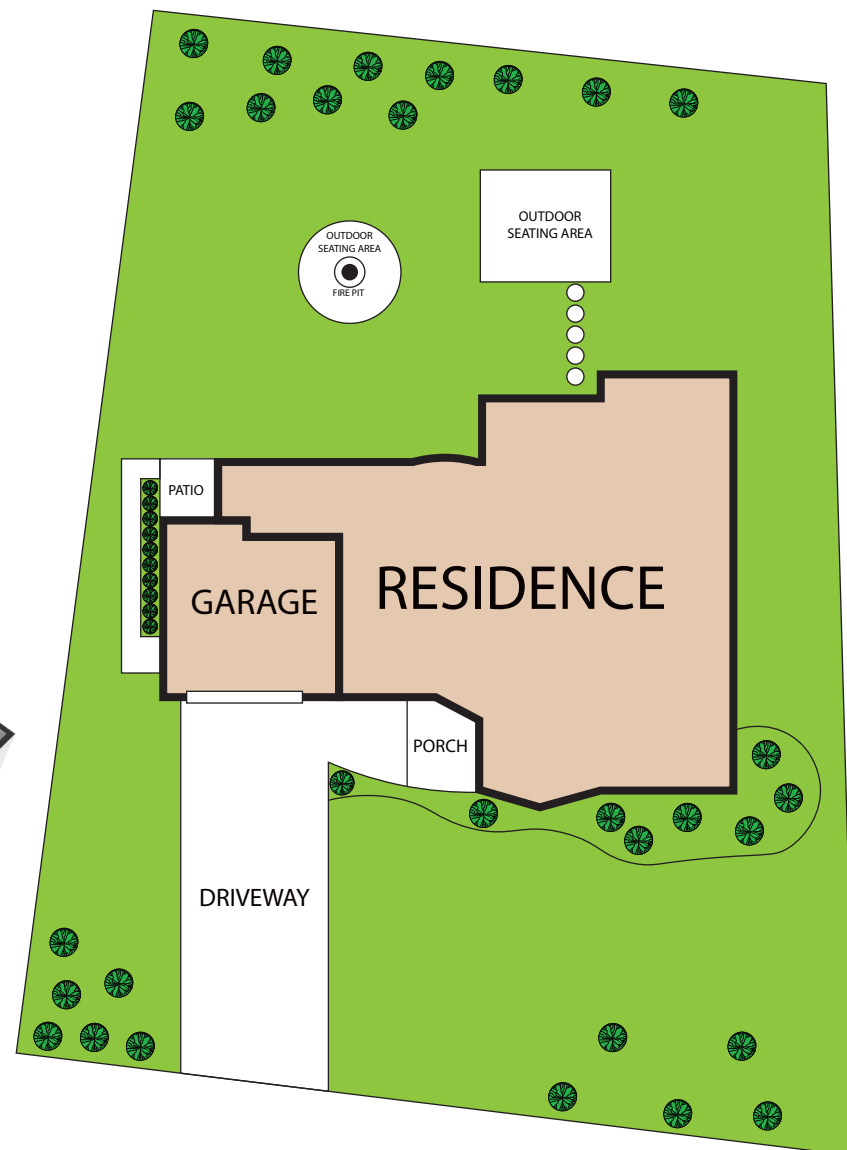 OUTDOOR
SEATING AREA
OUTDOOR
SEATING AREA
FIRE PIT
PATIO
GARAGE
RESIDENCE
PORCH
DRIVEWAY